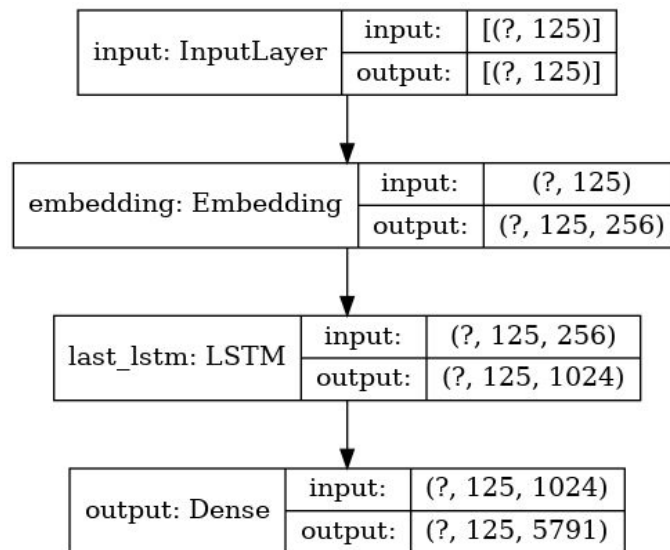 input: InputLayer
input:
[(?, 125)]
output:
[(?, 125)]
embedding: Embedding
input:
(?, 125)
output:
(?, 125, 256)
last_lstm: LSTM
input:
(?, 125, 256)
output:
(?, 125, 1024)
output: Dense
input:
(?, 125, 1024)
output:
(?, 125, 5791)